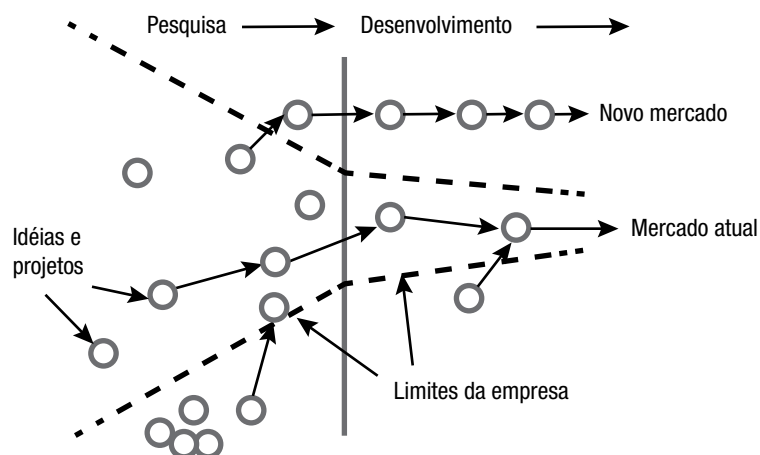 Pesquisa
Desenvolvimento
Novo mercado
Mercado atual
Idéias e
projetos
Limites da empresa